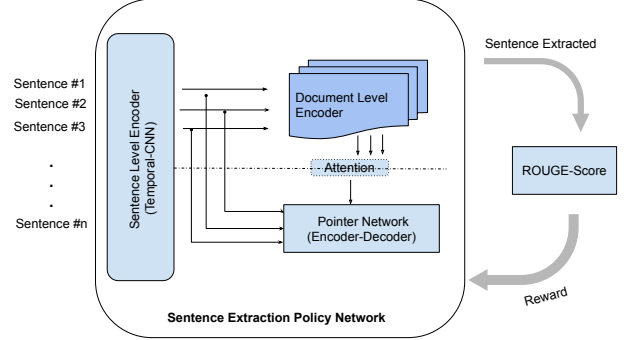 Sentence #1
Sentence #2
Sentence #3
.
.
.
Sentence #n
Sentence Level Encoder
(Temporal-CNN)
Document Level
Encoder
Attention
Pointer Network
(Encoder-Decoder)
Sentence Extraction Policy Network
Sentence Extracted
ROUGE-Score
Reward